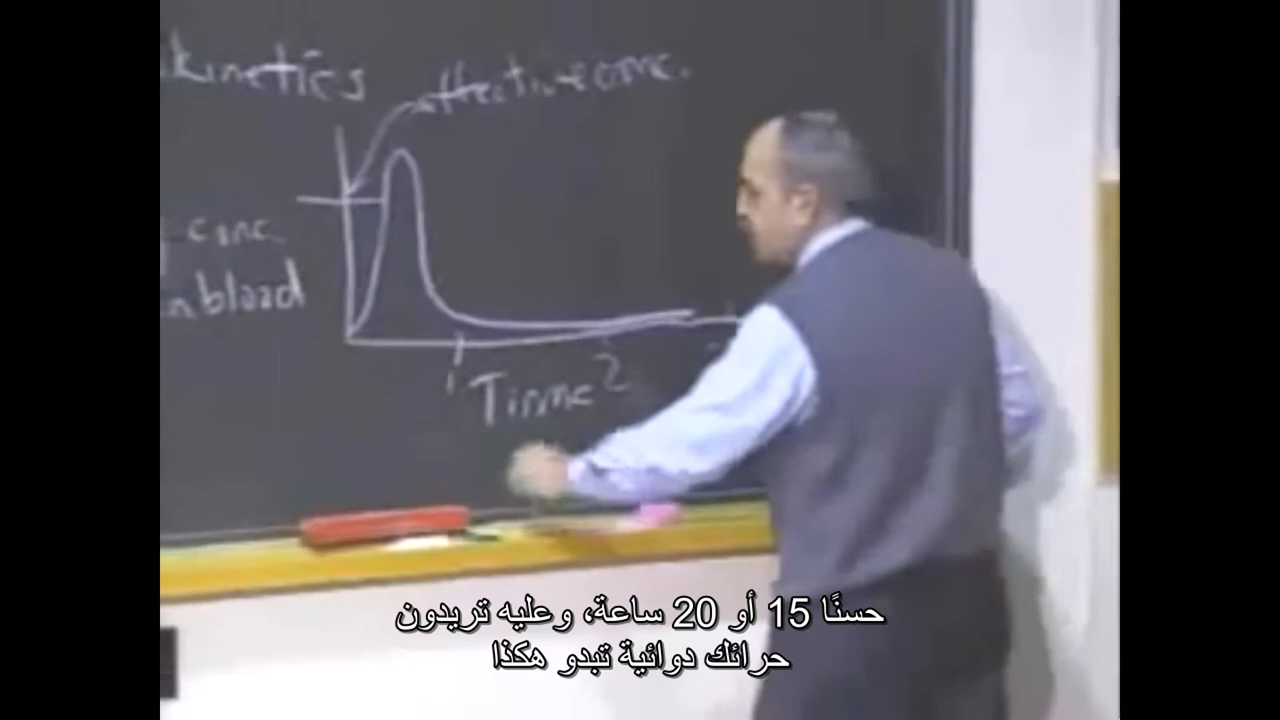 kinetics
effective conc.
conc
in blood
1
2
Time
حسنًا 15 أو 20 ساعة، وعليه تريدون
حرائك دوائية تبدو هكذا